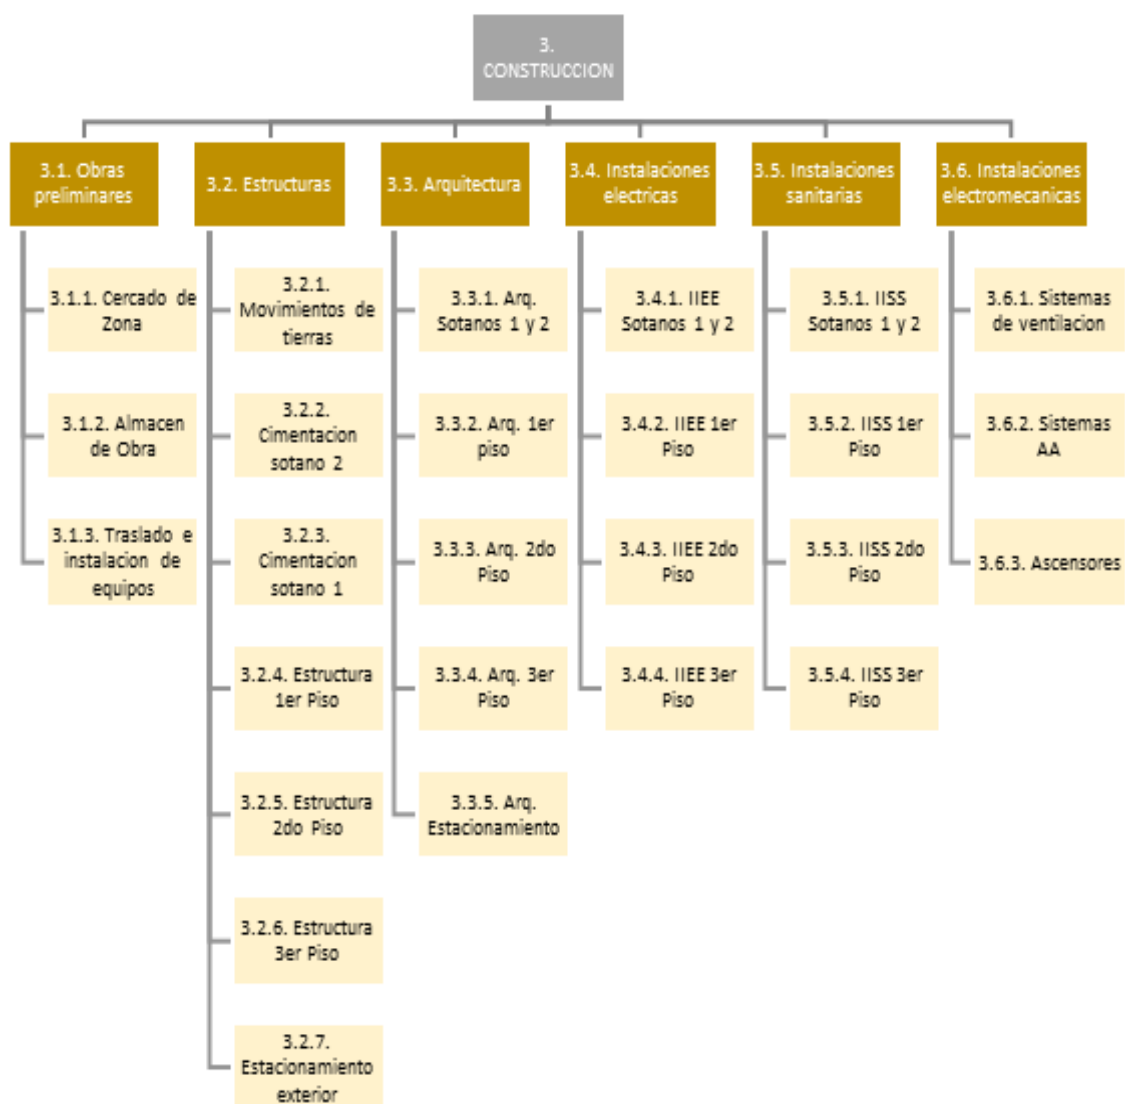 3.
CONSTRUCCION
3.1. Obras
preliminares
3.2. Estructuras
3.3. Arquitectura
3.4. Instalaciones
electricas
3.5. Instalaciones
sanitarias
3.6. Instalaciones
electromecanicas
3.1.1. Cercado de
Zona
3.1.2. Almacen
de Obra
3.1.3. Traslado e
instalacion de
equipos
3.2.1.
Movimientos de
tierras
3.2.2.
Cimentacion
sotano 2
3.2.3.
Cimentacion
sotano 1
3.2.4. Estructura
1er Piso
3.2.5. Estructura
2do Piso
3.2.6. Estructura
3er Piso
3.2.7.
Estacionamiento
exterior
3.3.1. Arq.
Sotanos 1 y 2
3.3.2. Arq. 1er
piso
3.3.3. Arq. 2do
Piso
3.3.4. Arq. 3er
Piso
3.3.5. Arq.
Estacionamiento
3.4.1. IIEE
Sotanos 1 y 2
3.4.2. IIEE 1er
Piso
3.4.3. IIEE 2do
Piso
3.4.4. IIEE 3er
Piso
3.5.1. IISS
Sotanos 1 y 2
3.5.2. IISS 1er
Piso
3.5.3. IISS 2do
Piso
3.5.4. IISS 3er
Piso
3.6.1. Sistemas
de ventilacion
3.6.2. Sistemas
AA
3.6.3. Ascensores